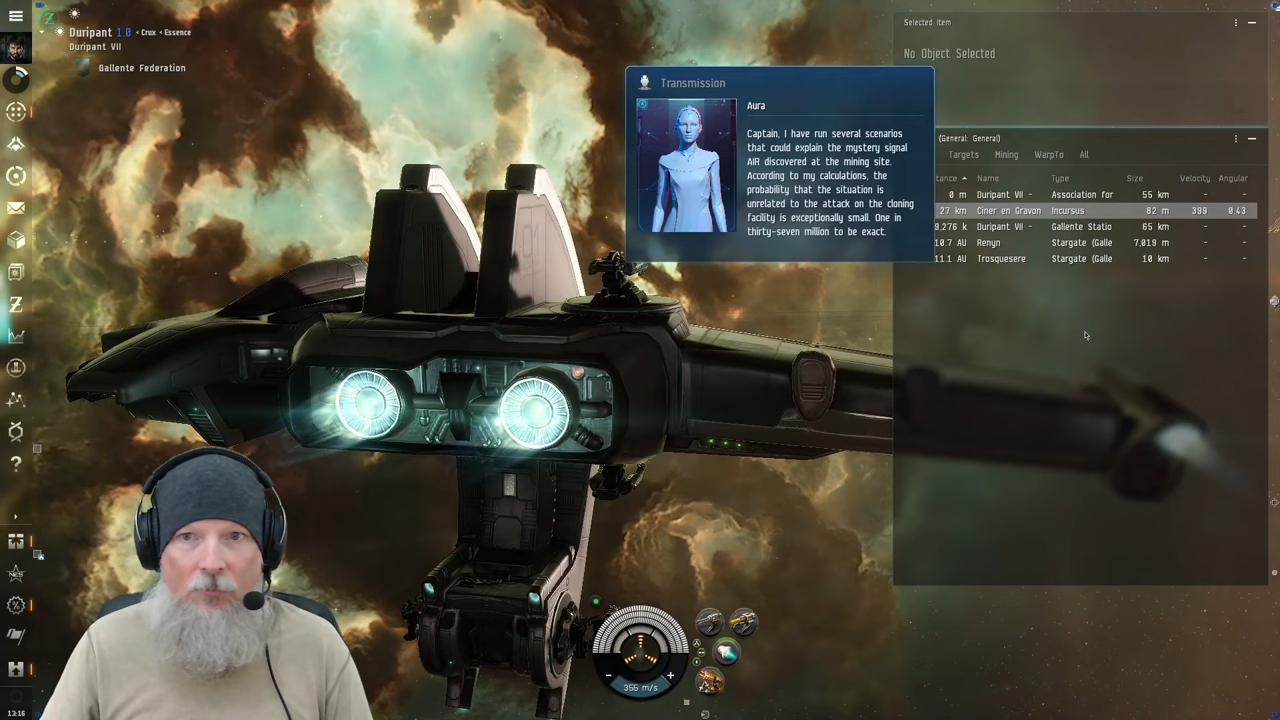 Duripant 1.0 < Crux < Essence
Duripant VII
Gallente Federation
Selected Item
No Object Selected
Transmission
Aura
Captain, I have run several scenarios
that could explain the mystery signal
AIR discovered at the mining site.
According to my calculations, the
probability that the situation is
unrelated to the attack on the cloning
facility is exceptionally small. One in
thirty-seven million to be exact.
(General: General)
Targets Mining WarpTo All
tance Name Type Size Velocity Angular
0 m Duripant VII - Association for 55 km - -
27 km Ciner en Gravon Incursus 82 m 399 0.43
9,276 k Duripant VII - Gallente Statio 65 km - -
10.7 AU Renyn Stargate (Galle 7,019 m - -
11.1 AU Trosquesere Stargate (Galle 10 km - -
NES
355 m/s
13:16